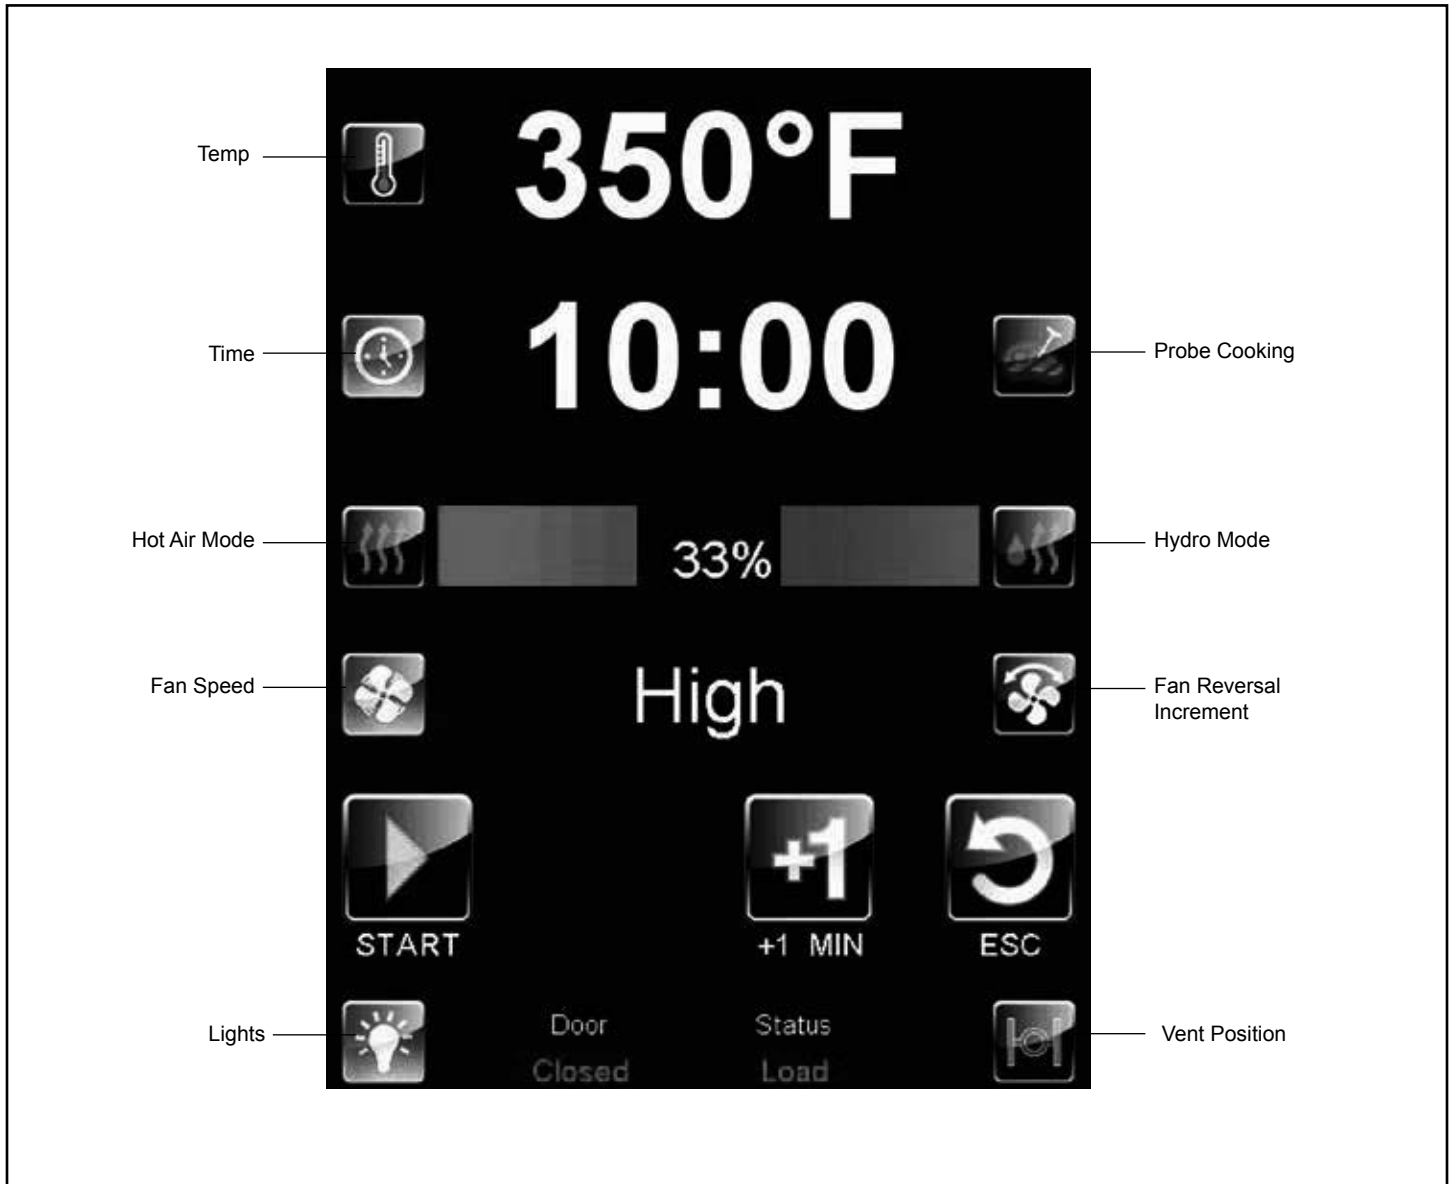 350°F
Temp
10:00
Time
Probe Cooking
Hot Air Mode
33%
Hydro Mode
Fan Speed
High
Fan Reversal
Increment
+1
START
+1 MIN
ESC
Lights
Door
Status
Vent Position
Closed
Load